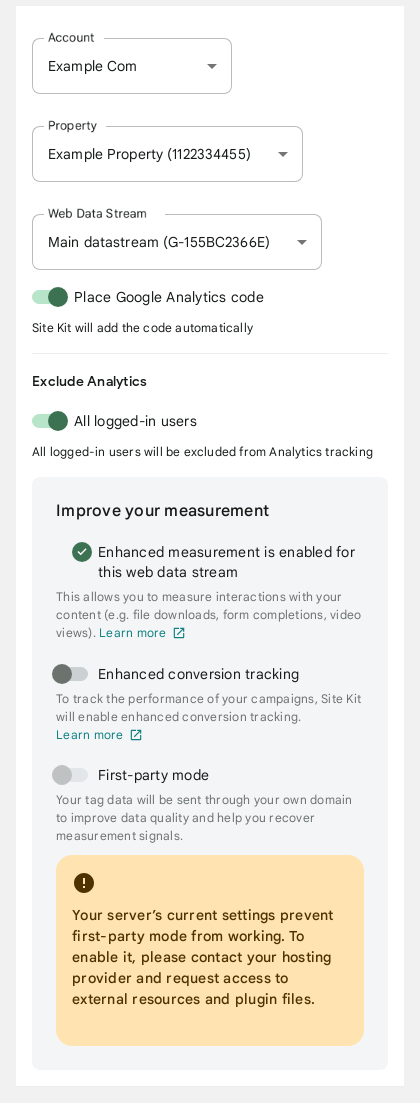 Account
Example Com
Property
Example Property (1122334455)
Web Data Stream
Main datastream (G-155BC2366E)
Place Google Analytics code
Site Kit will add the code automatically
Exclude Analytics
All logged-in users
All logged-in users will be excluded from Analytics tracking
Improve your measurement
Enhanced measurement is enabled for
this web data stream
This allows you to measure interactions with your
content (e.g. file downloads, form completions, video
views). Learn more
Enhanced conversion tracking
To track the performance of your campaigns, Site Kit
will enable enhanced conversion tracking.
Learn more
First-party mode
Your tag data will be sent through your own domain
to improve data quality and help you recover
measurement signals.
Your server’s current settings prevent
first-party mode from working. To
enable it, please contact your hosting
provider and request access to
external resources and plugin files.